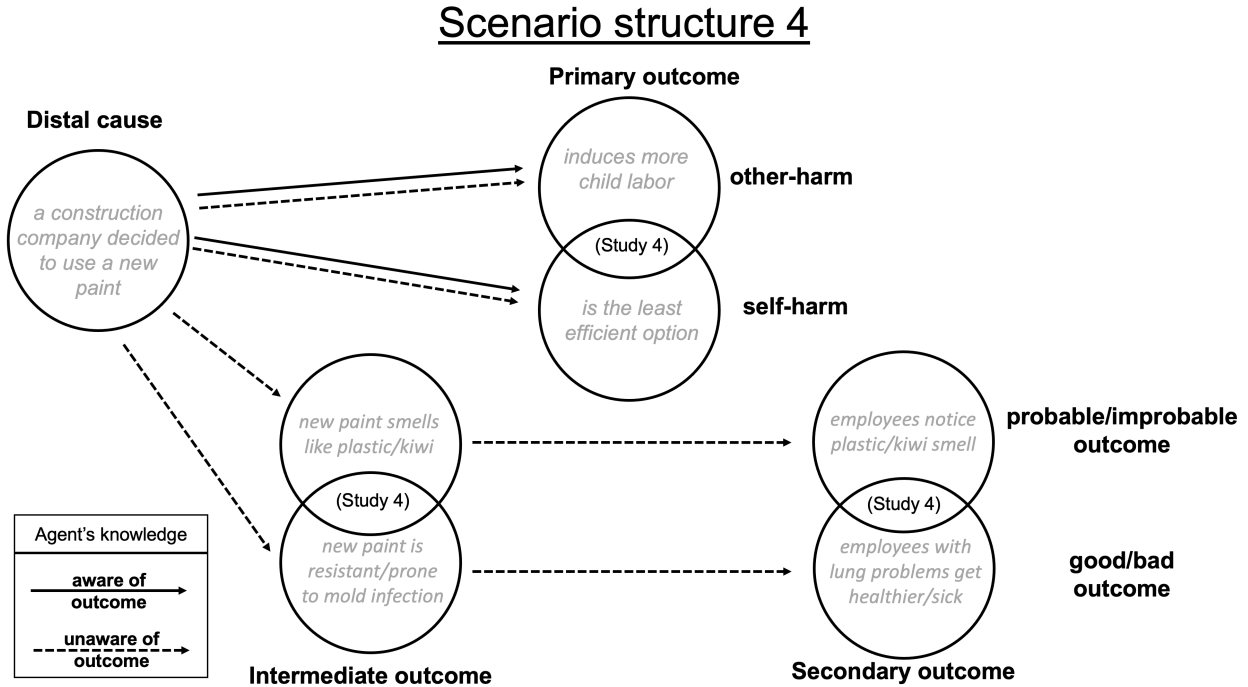 Scenario structure 4
Primary outcome
Distal cause
induces more
child labor
other-harm
a construction
company decided
to use a new
paint
(Study 4)
is the least
efficient option
self-harm
new paint smells
like plastic/kiwi
employees notice
plastic/kiwi smell
probable/improbable
outcome
(Study 4)
(Study 4)
new paint is
resistant/prone
to mold infection
employees with
lung problems get
healthier/sick
good/bad
outcome
Agent's knowledge
aware of
outcome
unaware of
outcome
Intermediate outcome
Secondary outcome